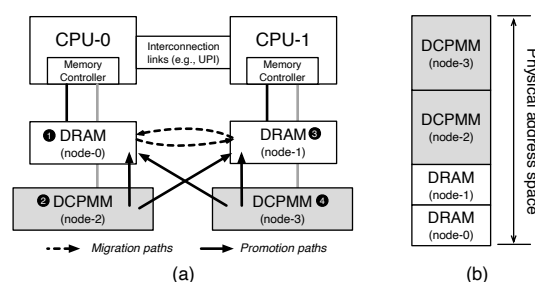 CPU-0
Interconnection
links (e.g., UPI)
CPU-1
Memory
Controller
Memory
Controller
❶ DRAM
(node-0)
DRAM ❸
(node-1)
❷ DCPMM
(node-2)
DCPMM ❹
(node-3)
Migration paths
Promotion paths
(a)
DCPMM
(node-3)
DCPMM
(node-2)
DRAM
(node-1)
DRAM
(node-0)
Physical address space
(b)